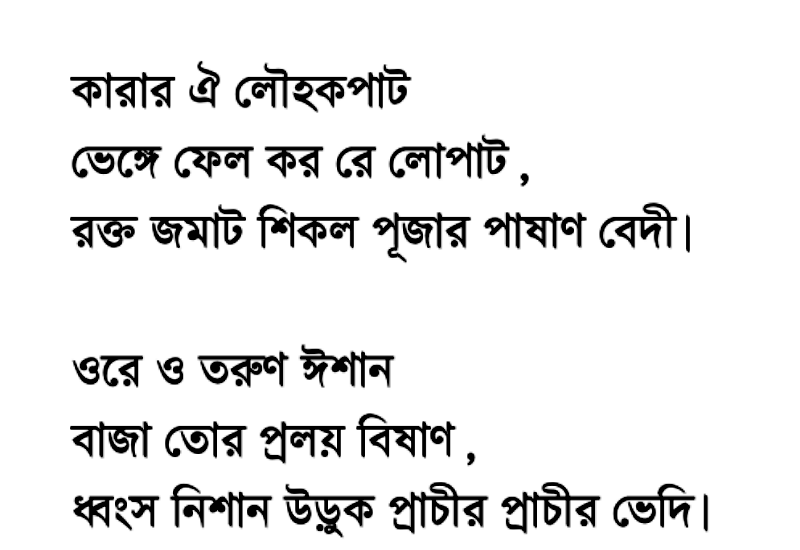 কারার ঐ লৌহকপাট
ভেঙ্গে ফেল কর রে লোপাট ,
রক্ত জমাট শিকল পূজার পাষাণ বেদী।
ওরে ও তরুণ ঈশান
বাজা তোর প্রলয় বিষাণ ,
ধ্বংস নিশান উড়ুক প্রাচীর প্রাচীর ভেদি।